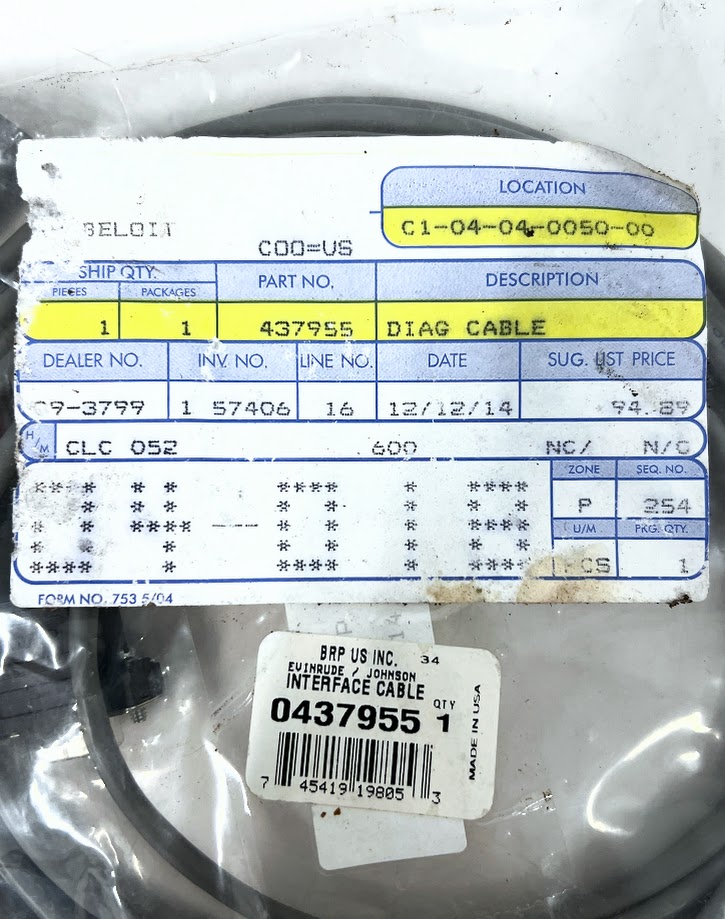 LOCATION
BELOIT
C1-04-04-0050-00
COO=US
SHIP QTY.
PIECES PACKAGES PART NO. DESCRIPTION
1 1 437955 DIAG CABLE
DEALER NO. INV. NO. LINE NO. DATE SUG. LIST PRICE
09-3799 1 57406 16 12/12/14 94.89
H/M CLC 052 .600 NC/ N/C
ZONE SEQ. NO.
P 254
U/M PKG. QTY.
PCS 1
FORM NO. 753 5/04
BRP US INC. 34
EVINRUDE / JOHNSON
INTERFACE CABLE
QTY
0437955 1
MADE IN USA
7 45419 19805 3